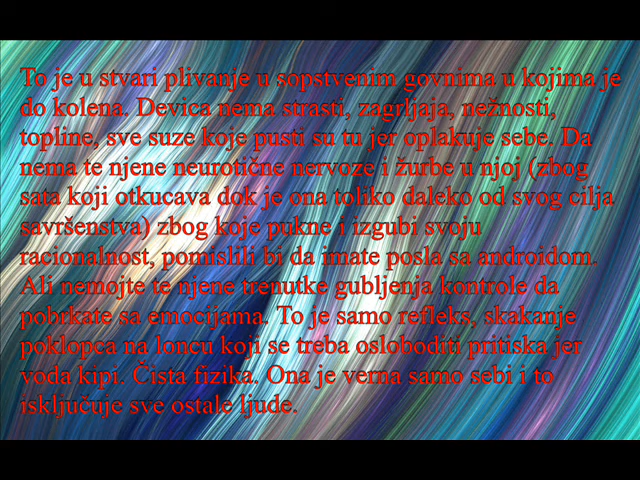 To je u stvari plivanje u sopstvenim govnima u kojima je
do kolena. Devica nema strasti, zagrljaja, nežnosti,
topline, sve suze koje pusti su tu jer oplakuje sebe. Da
nema te njene neurotične nervoze i žurbe u njoj (zbog
sata koji otkucava dok je ona toliko daleko od svog cilja
savršenstva) zbog koje pukne i izgubi svoju
racionalnost, pomislili bi da imate posla sa androidom.
Ali nemojte te njene trenutke gubljenja kontrole da
pobrkate sa emocijama. To je samo refleks, skakanje
poklopca na loncu koji se treba osloboditi pritiska jer
voda kipi. Čista fizika. Ona je verna samo sebi i to
isključuje sve ostale ljude.